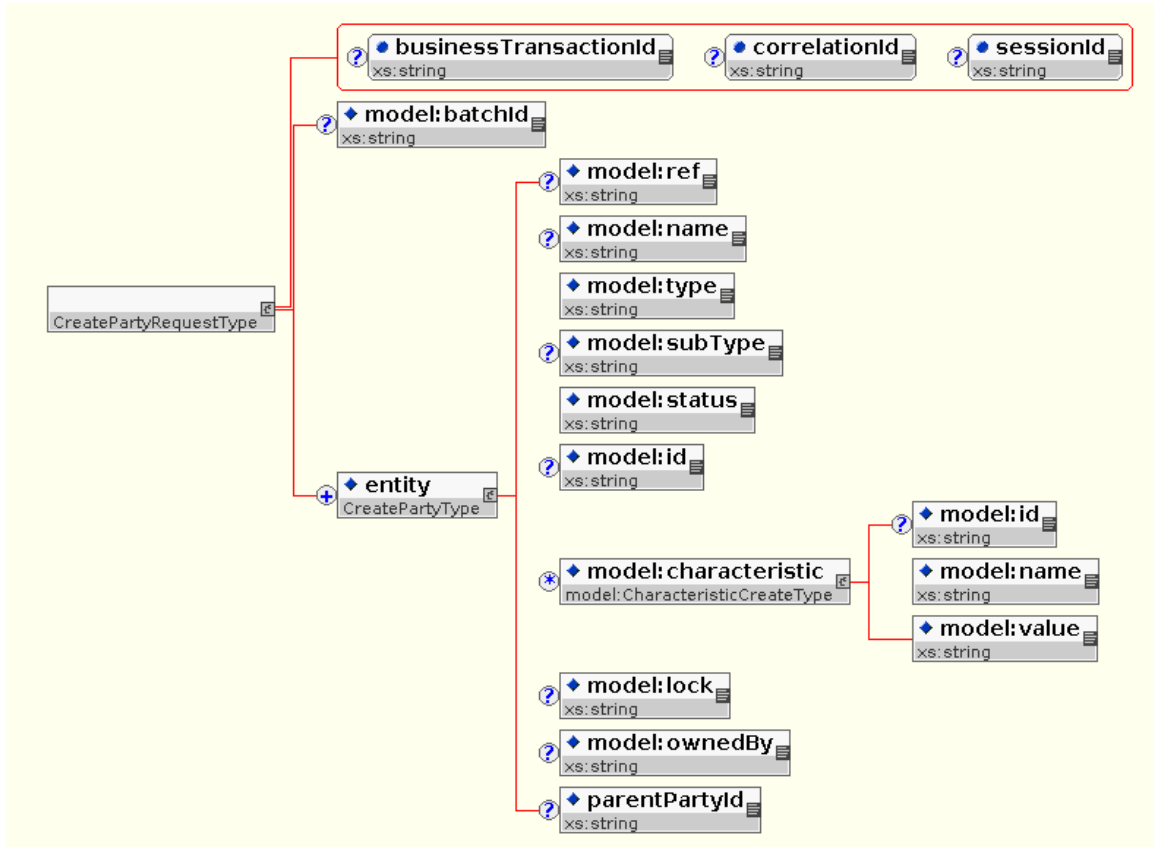 businessTransactionId correlationId sessionId
xs:string xs:string xs:string
model:batchId
xs:string
model:ref
xs:string
model:name
xs:string
model:type
xs:string
CreatePartyRequestType
model:subType
xs:string
model:status
xs:string
model:id
xs:string
entity
CreatePartyType
model:id
xs:string
model:characteristic
model:CharacteristicCreateType
model:name
xs:string
model:value
xs:string
model:lock
xs:string
model:ownedBy
xs:string
parentPartyId
xs:string